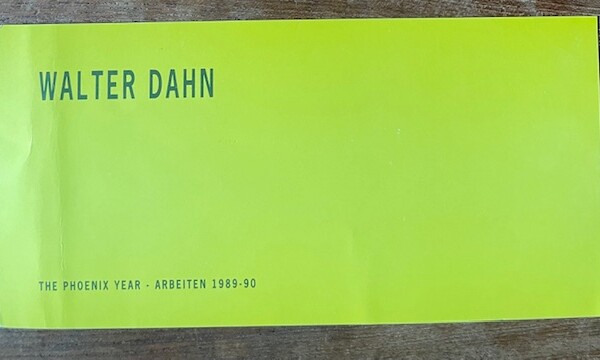 WALTER DAHN
THE PHOENIX YEAR - ARBEITEN 1989-90